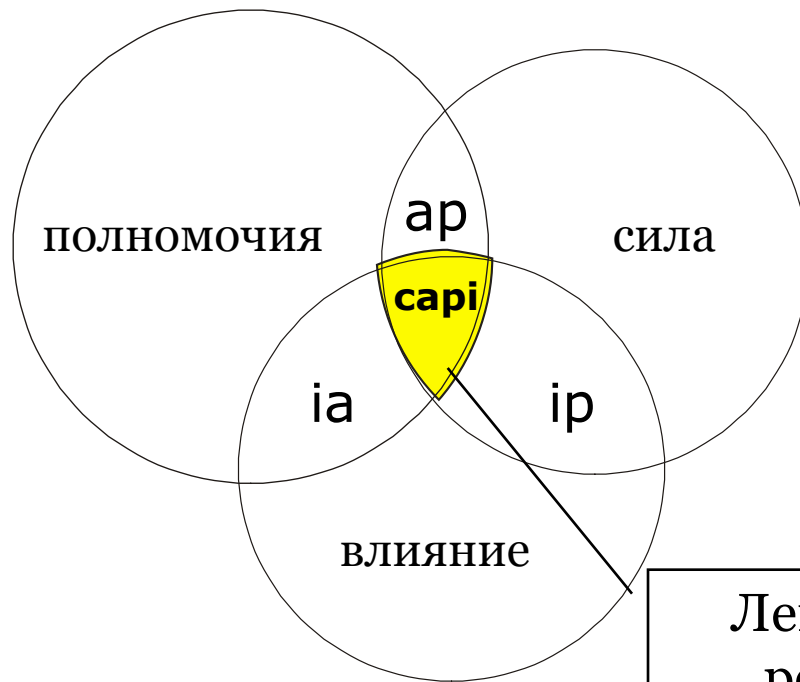 ap
полномочия
сила
capi
ia
ip
влияние